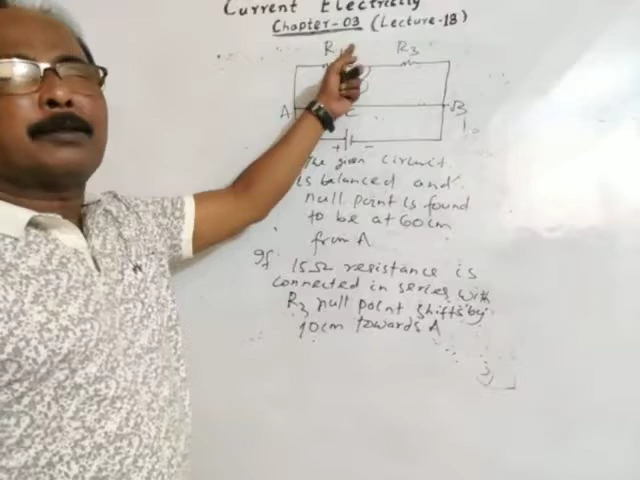 Current Electricity
Chapter-03 (Lecture-18)
R R3
A C B
+ -
The given circuit
is balanced and
null point is found
to be at 60cm
from A
If 15Ω resistance is
connected in series with
R3 null point shifts by
10cm towards A